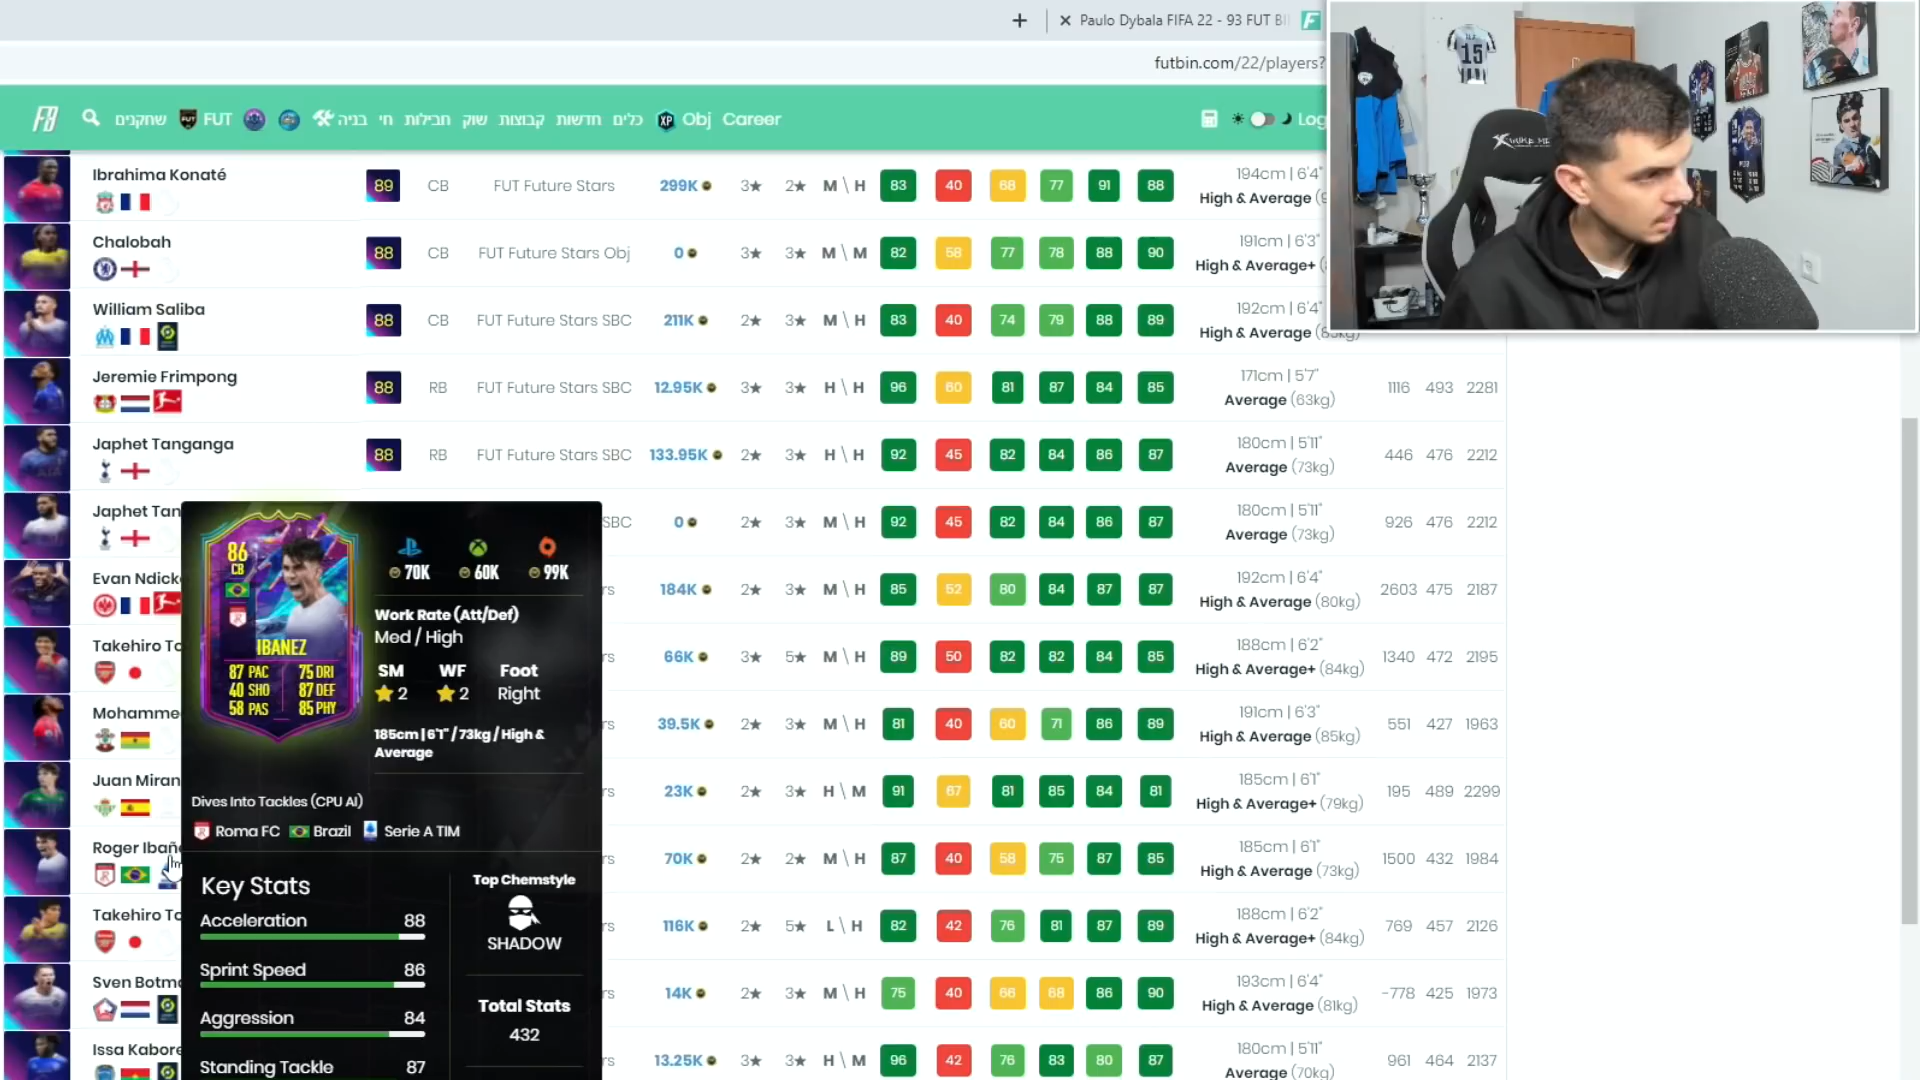 Paulo Dybala FIFA 22 - 93 FUT BI
futbin.com/22/players?
שחקנים FUT בניה חי חבילות שוק קבוצות חדשות כלים Obj Career Log
Ibrahima Konaté 89 CB FUT Future Stars 299K 3★ 2★ M \ H 83 40 68 77 91 88 194cm | 6'4" High & Average
Chalobah 88 CB FUT Future Stars Obj 0 3★ 3★ M \ M 82 58 77 78 88 90 191cm | 6'3" High & Average+
William Saliba 88 CB FUT Future Stars SBC 211K 2★ 3★ M \ H 83 40 74 79 88 89 192cm | 6'4" High & Average
Jeremie Frimpong 88 RB FUT Future Stars SBC 12.95K 3★ 3★ H \ H 96 60 81 87 84 85 171cm | 5'7" Average (63kg) 1116 493 2281
Japhet Tanganga 88 RB FUT Future Stars SBC 133.95K 2★ 3★ H \ H 92 45 82 84 86 87 180cm | 5'11" Average (73kg) 446 476 2212
Japhet Tan SBC 0 2★ 3★ M \ H 92 45 82 84 86 87 180cm | 5'11" Average (73kg) 926 476 2212
Evan Ndick rs 184K 2★ 3★ M \ H 85 52 80 84 87 87 192cm | 6'4" High & Average (80kg) 2603 475 2187
Takehiro To rs 66K 3★ 5★ M \ H 89 50 82 82 84 85 188cm | 6'2" High & Average+ (84kg) 1340 472 2195
Mohamme rs 39.5K 2★ 3★ M \ H 81 40 60 71 86 89 191cm | 6'3" High & Average (85kg) 551 427 1963
Juan Miran rs 23K 2★ 3★ H \ M 91 67 81 85 84 81 185cm | 6'1" High & Average+ (79kg) 195 489 2299
Roger Ibañ rs 70K 2★ 2★ M \ H 87 40 58 75 87 85 185cm | 6'1" High & Average (73kg) 1500 432 1984
Takehiro To rs 116K 2★ 5★ L \ H 82 42 76 81 87 89 188cm | 6'2" High & Average+ (84kg) 769 457 2126
Sven Botm rs 14K 2★ 3★ M \ H 75 40 66 68 86 90 193cm | 6'4" High & Average (81kg) -778 425 1973
Issa Kabore rs 13.25K 3★ 3★ H \ M 96 42 76 83 80 87 180cm | 5'11" Average (70kg) 961 464 2137
86
CB
IBANEZ
87 PAC 75 DRI
40 SHO 87 DEF
58 PAS 85 PHY
70K 60K 99K
Work Rate (Att/Def)
Med / High
SM WF Foot
2 2 Right
185cm | 6'1" / 73kg / High &
Average
Dives Into Tackles (CPU AI)
Roma FC Brazil Serie A TIM
Key Stats
Acceleration 88
Sprint Speed 86
Aggression 84
Standing Tackle 87
Top Chemstyle
SHADOW
Total Stats
432
15